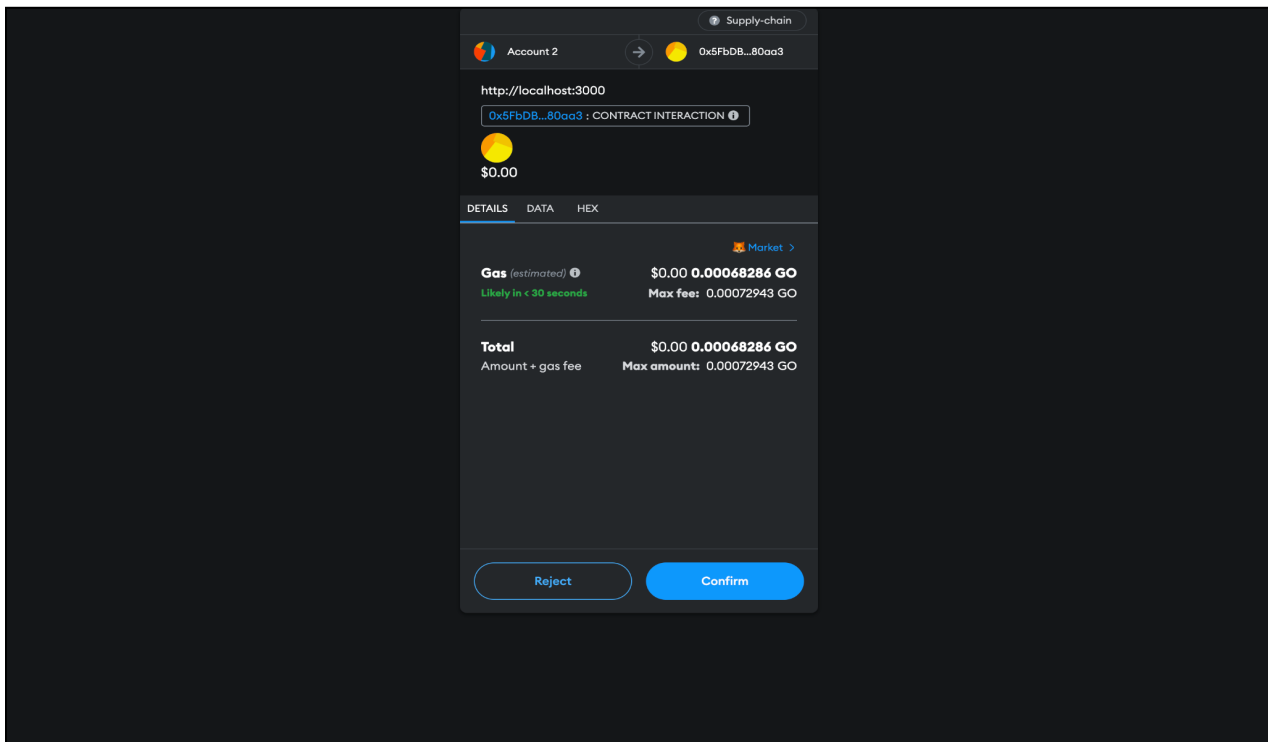 Supply-chain
Account 2 0x5FbDB...80aa3
http://localhost:3000
0x5FbDB...80aa3 : CONTRACT INTERACTION
$0.00
DETAILS DATA HEX
Market >
Gas (estimated) $0.00 0.00068286 GO
Likely in < 30 seconds Max fee: 0.00072943 GO
Total $0.00 0.00068286 GO
Amount + gas fee Max amount: 0.00072943 GO
Reject Confirm